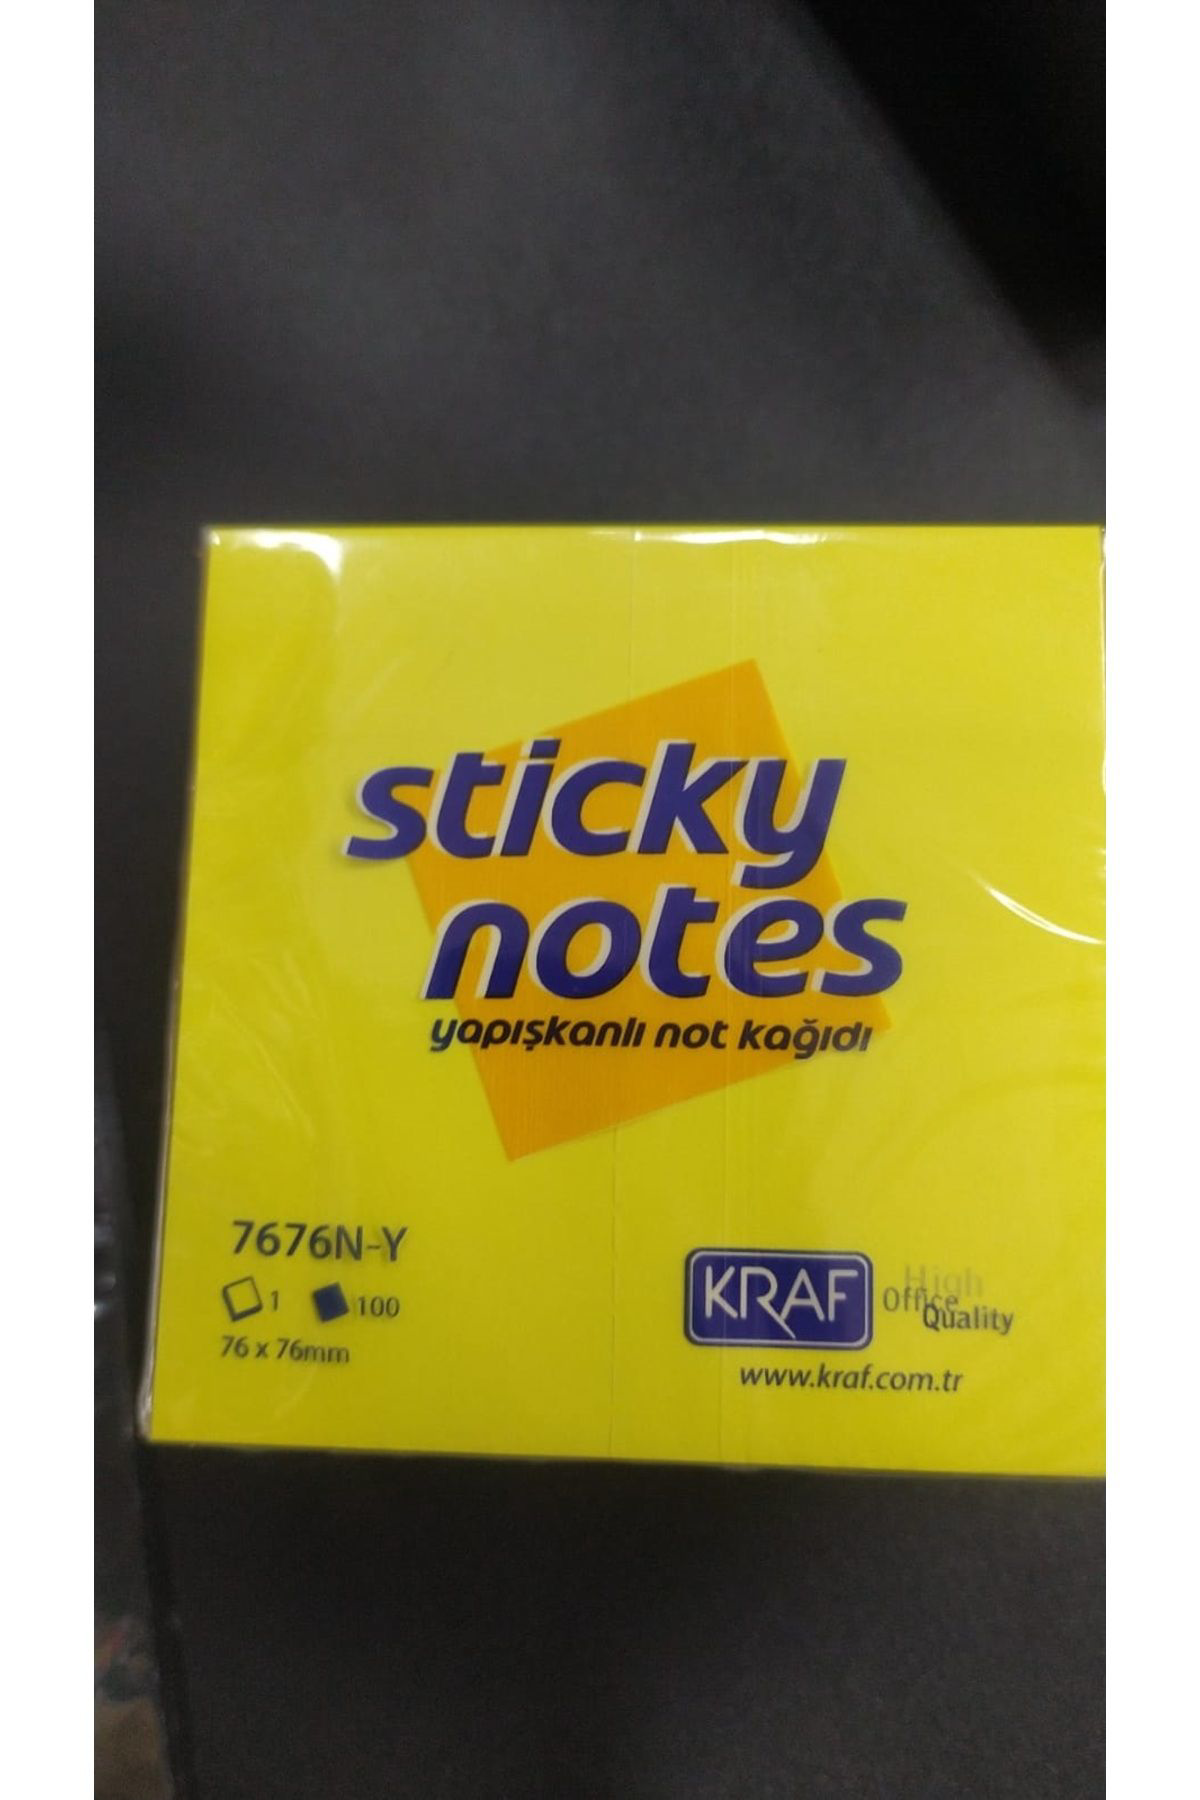 sticky
notes
yapışkanlı not kağıdı
7676N-Y
1 100
76 x 76mm
KRAF
High
Office
Quality
www.kraf.com.tr